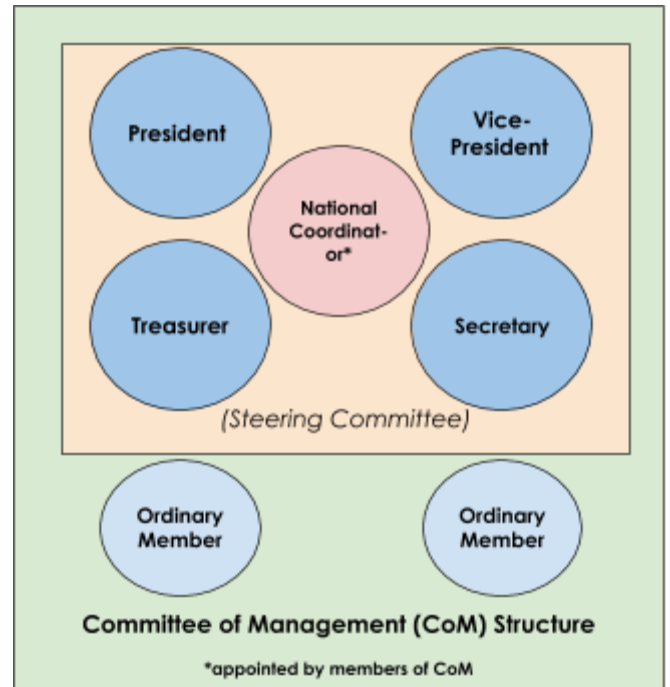 President
Vice-
President
National
Coordinat-
or*
Treasurer
Secretary
(Steering Committee)
Ordinary
Member
Ordinary
Member
Committee of Management (CoM) Structure
*appointed by members of CoM